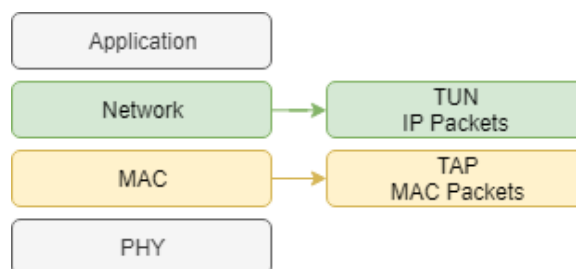 Application
Network
TUN
IP Packets
MAC
TAP
MAC Packets
PHY